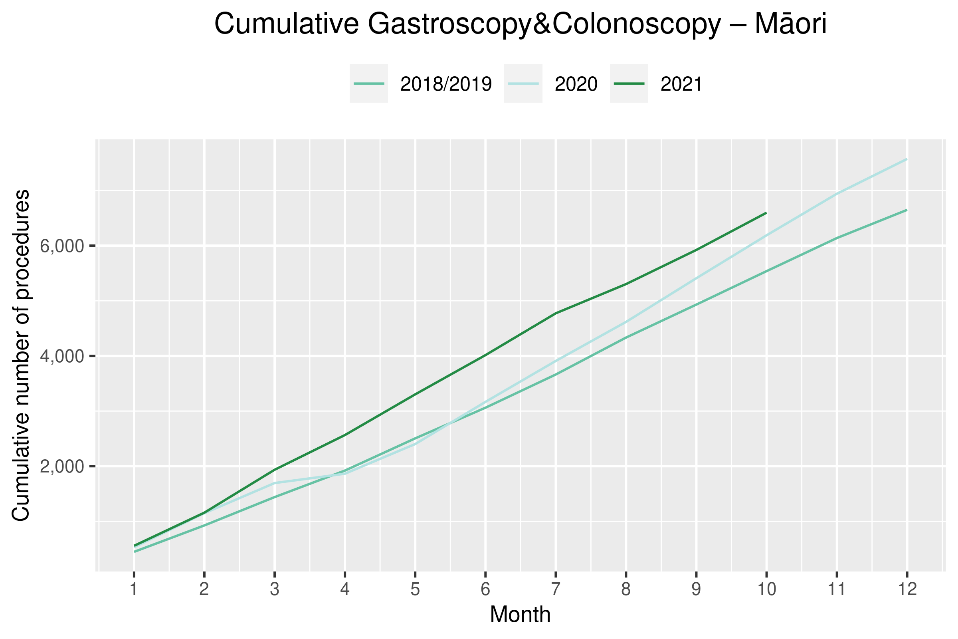 Cumulative Gastroscopy&Colonoscopy – Māori
2018/2019 2020 2021
Cumulative number of procedures
6,000
4,000
2,000
1 2 3 4 5 6 7 8 9 10 11 12
Month